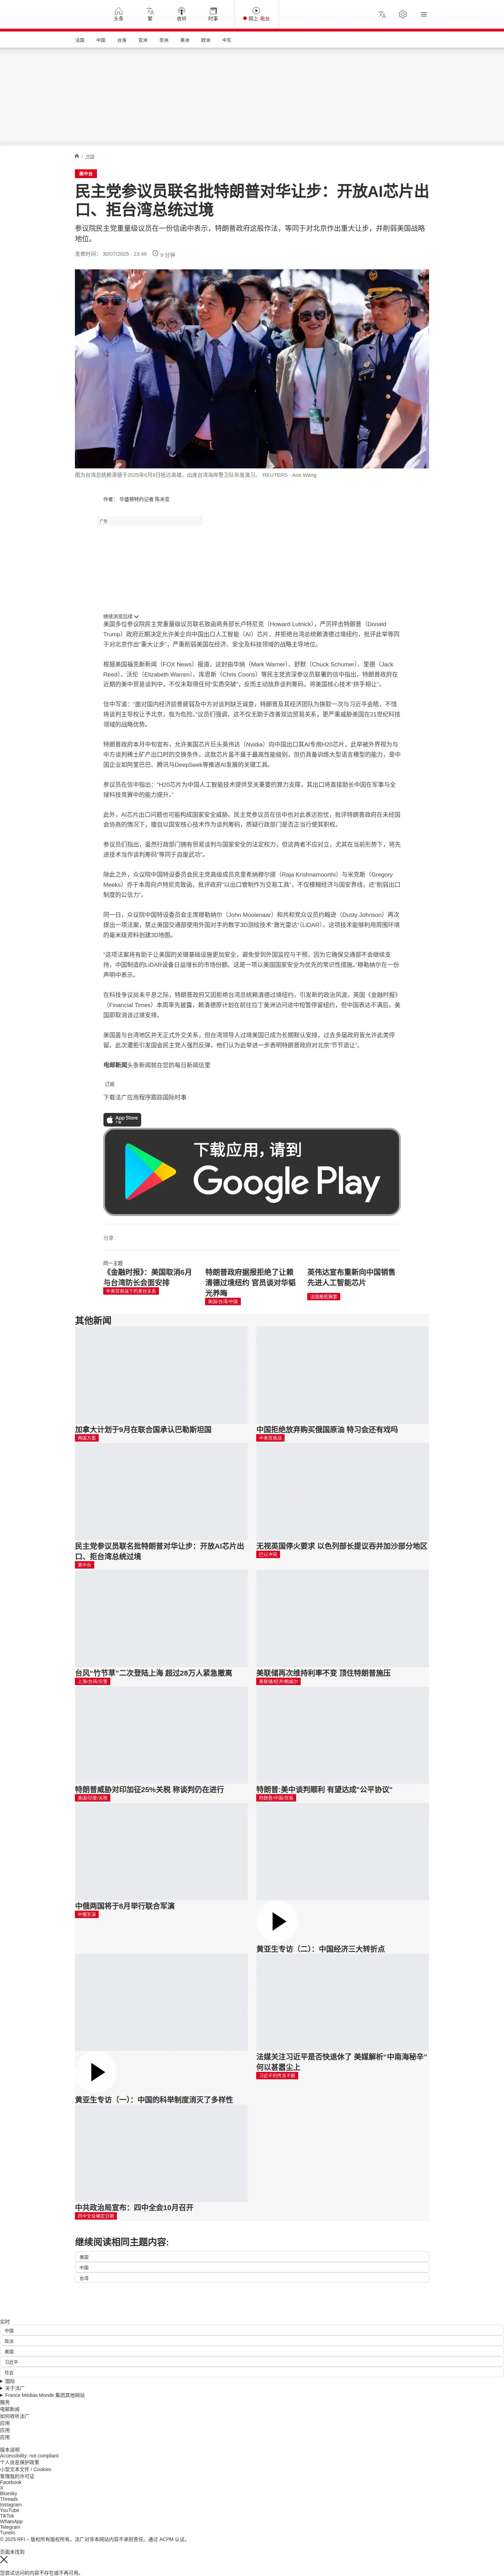 头条
繁
收听
时事
网上 电台
法国
中国
台海
亚洲
非洲
美洲
欧洲
中东
/ 中国
美中台
民主党参议员联名批特朗普对华让步：开放AI芯片出口、拒台湾总统过境
参议院民主党重量级议员在一份信函中表示，特朗普政府这般作法，等同于对北京作出重大让步，并削弱美国战略地位。
发表时间： 30/07/2025 - 23:48
9 分钟
图为台湾总统赖清德于2025年6月8日抵达高雄，出席台湾海岸警卫队年度演习。 REUTERS - Ann Wang
作者： 华盛顿特约记者 陈米亚
广告
继续浏览后续
美国多位参议院民主党重量级议员联名致函商务部长卢特尼克（Howard Lutnick），严厉抨击特朗普（Donald Trump）政府近期决定允许美企向中国出口人工智能（AI）芯片，并拒绝台湾总统赖清德过境纽约，批评此举等同于对北京作出“重大让步”，严重削弱美国在经济、安全及科技领域的战略主导地位。
根据美国福克斯新闻（FOX News）报道，这封由华纳（Mark Warner）、舒默（Chuck Schumer）、里德（Jack Reed）、沃伦（Elizabeth Warren）、库恩斯（Chris Coons）等民主党资深参议员联署的信中指出，特朗普政府在近期的美中贸易谈判中，不仅未取得任何“实质突破”，反而主动放弃谈判筹码，将美国核心技术“拱手相让”。
信中写道：“面对国内经济前景疲弱及中方对谈判缺乏诚意，特朗普及其经济团队为换取一次与习近平会晤，不惜将谈判主导权让予北京，极为危险。”议员们强调，这不仅无助于改善双边贸易关系，更严重威胁美国在21世纪科技领域的战略优势。
特朗普政府本月中旬宣布，允许美国芯片巨头英伟达（Nvidia）向中国出口其AI专用H20芯片，此举被外界视为与中方谈判稀土矿产出口时的交换条件。这款芯片虽不属于最高性能级别，但仍具备训练大型语言模型的能力，是中国企业如阿里巴巴、腾讯与DeepSeek等推进AI发展的关键工具。
参议员在信中指出：“H20芯片为中国人工智能技术提供至关重要的算力支撑，其出口将直接助长中国在军事与全球科技竞赛中的能力提升。”
此外，AI芯片出口问题也可能构成国家安全威胁。民主党参议员在信中也对此表达担忧，批评特朗普政府在未经国会协商的情况下，擅自以国安核心技术作为谈判筹码，质疑行政部门是否正当行使其职权。
参议员们指出，虽然行政部门拥有贸易谈判与国家安全的法定权力，但这两者不应对立，尤其在当前形势下，将先进技术当作谈判筹码“等同于自废武功”。
除此之外，众议院中国特设委员会民主党高级成员克里希纳穆尔提（Raja Krishnamoorthi）与米克斯（Gregory Meeks）亦于本周向卢特尼克致函，批评政府“以出口管制作为交易工具”，不仅模糊经济与国安界线，还“削弱出口制度的公信力”。
同一日，众议院中国特设委员会主席穆勒纳尔（John Moolenaar）和共和党众议员约翰逊（Dusty Johnson）再次提出一项法案，禁止美国交通部使用外国对手的数字3D测绘技术“激光雷达”（LiDAR）。这项技术能够利用周围环境的毫米级资料创建3D地图。
“这项法案将有助于让美国的关键基础设施更加安全，避免受到外国监控与干预。因为它确保交通部不会继续支持，中国制造的LiDAR设备日益增长的市场份额。这是一项以美国国家安全为优先的常识性措施。”穆勒纳尔在一份声明中表示。
在科技争议尚未平息之际，特朗普政府又因拒绝台湾总统赖清德过境纽约，引发新的政治风波。英国《金融时报》（Financial Times）本周率先披露，赖清德原计划在前往拉丁美洲访问途中短暂停留纽约，但中国表达不满后，美国即取消该过境安排。
美国虽与台湾地区并无正式外交关系，但台湾领导人过境美国已成为长期默认安排，过去多届政府皆允许此类停留。此次遭拒引发国会民主党人强烈反弹，他们认为此举进一步表明特朗普政府对北京“节节退让”。
电邮新闻头条新闻就在您的每日新闻信里
订阅
下载法广应用程序跟踪国际时事
App Store
下载
下载应用，请到
Google Play
分享 :
同一主题
《金融时报》：美国取消6月与台湾防长会面安排
中美贸易战下的美台关系
特朗普政府据报拒绝了让赖清德过境纽约 官员谈对华韬光养晦
美国/台湾/中国
英伟达宣布重新向中国销售先进人工智能芯片
法国报纸摘要
其他新闻
加拿大计划于9月在联合国承认巴勒斯坦国
两国方案
中国拒绝放弃购买俄国原油 特习会还有戏吗
中美贸易战
民主党参议员联名批特朗普对华让步：开放AI芯片出口、拒台湾总统过境
美中台
无视英国停火要求 以色列部长提议吞并加沙部分地区
巴以冲突
台风“竹节草”二次登陆上海 超过28万人紧急撤离
上海/台风/灾害
美联储再次维持利率不变 顶住特朗普施压
美联储/经济/鲍威尔
特朗普威胁对印加征25%关税 称谈判仍在进行
美国/印度/关税
特朗普:美中谈判顺利 有望达成"公平协议"
特朗普/中国/贸易
中俄两国将于8月举行联合军演
中俄军演
黄亚生专访（二）：中国经济三大转折点
黄亚生专访（一）：中国的科举制度消灭了多样性
法媒关注习近平是否快退休了 美媒解析“中南海秘辛”何以甚嚣尘上
习近平的传言不断
中共政治局宣布：四中全会10月召开
四中全会确定日期
继续阅读相同主题内容:
美国
中国
台湾
实时
中国
政治
美国
习近平
社会
国际
关于法广
France Médias Monde 集团其他网站
服务
电邮新闻
如何收听法广
应用
应用
应用
版本说明
Accessibility: not compliant
个人信息保护政策
小型文本文件 / Cookies
管理我的许可证
Facebook
X
Bluesky
Threads
Instagram
YouTube
TikTok
WhatsApp
Telegram
TuneIn
© 2025 RFI – 版权所有版权所有。法广对非本网站内容不承担责任。通过 ACPM 认证。
页面未找到
您尝试访问的内容不存在或不再可用。